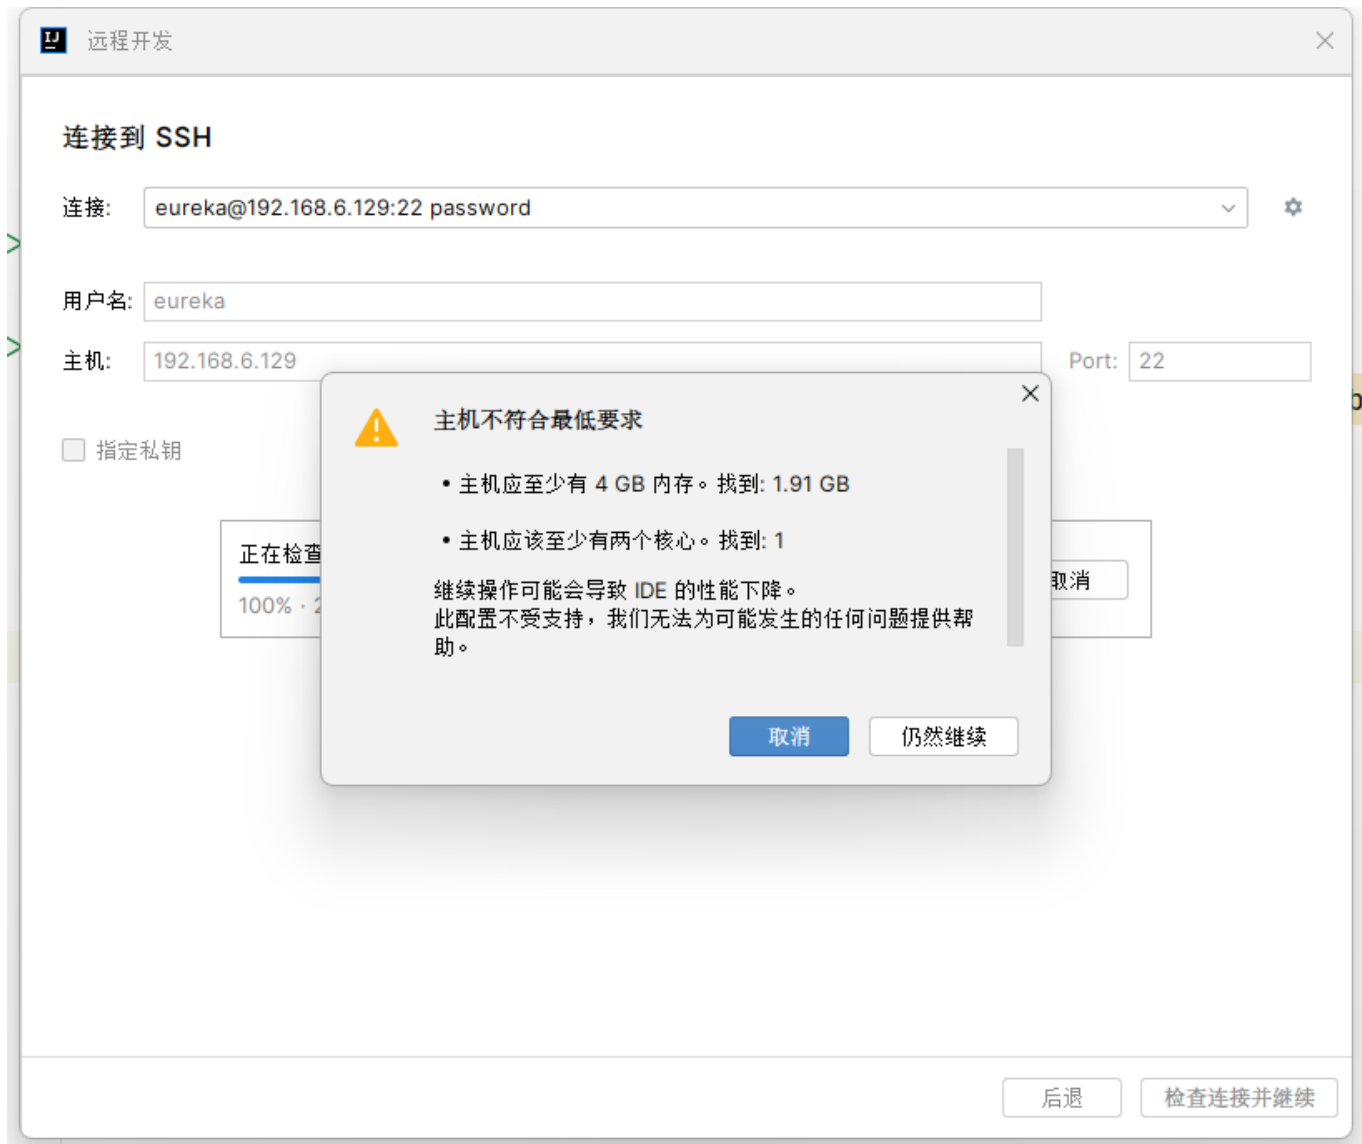 远程开发
连接到 SSH
连接:
eureka@192.168.6.129:22 password
用户名:
eureka
主机:
192.168.6.129
Port:
22
指定私钥
主机不符合最低要求
• 主机应至少有 4 GB 内存。找到: 1.91 GB
• 主机应该至少有两个核心。找到: 1
继续操作可能会导致 IDE 的性能下降。
此配置不受支持，我们无法为可能发生的任何问题提供帮
助。
取消
仍然继续
正在检查
100% · 2
取消
后退
检查连接并继续